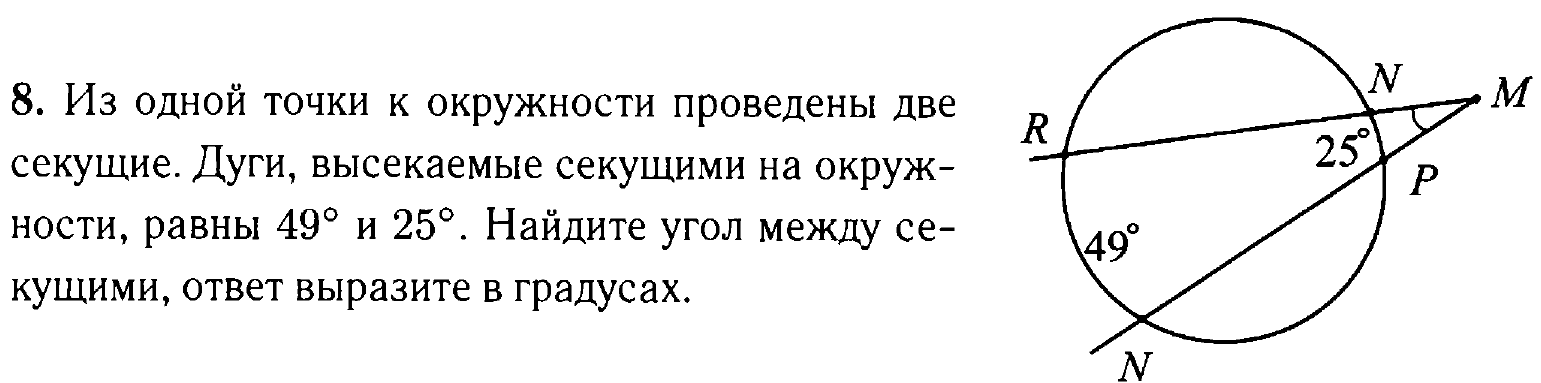 8. Из одной точки к окружности проведены две
секущие. Дуги, высекаемые секущими на окруж-
ности, равны 49° и 25°. Найдите угол между се-
кущими, ответ выразите в градусах.
N
M
R
25°
P
49°
N